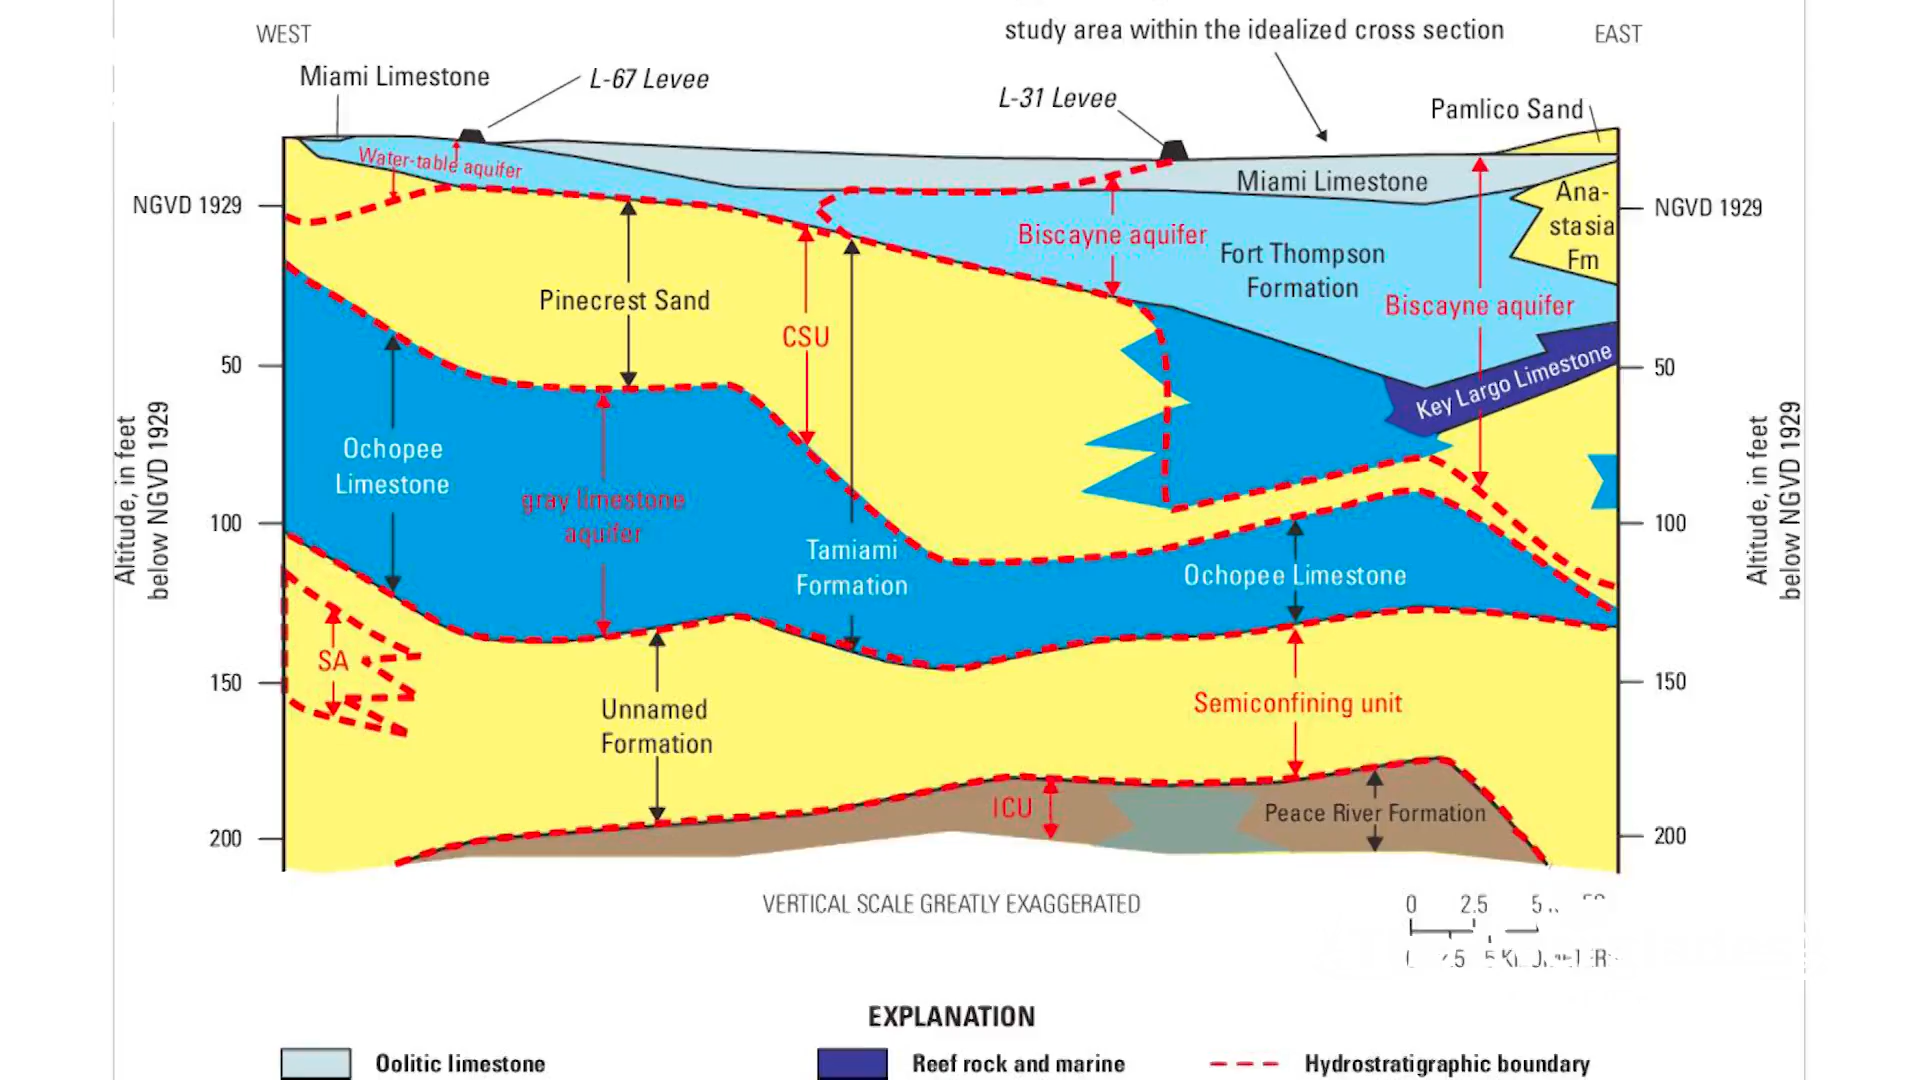 study area within the idealized cross section
WEST
EAST
Miami Limestone
L-67 Levee
L-31 Levee
Pamlico Sand
Water-table aquifer
Miami Limestone
Ana-
stasia
Fm
NGVD 1929
NGVD 1929
Biscayne aquifer
Fort Thompson
Formation
Pinecrest Sand
Biscayne aquifer
CSU
50
50
Key Largo Limestone
Ochopee
Limestone
gray limestone
aquifer
100
100
Tamiami
Formation
Ochopee Limestone
Altitude, in feet
below NGVD 1929
Altitude, in feet
below NGVD 1929
SA
150
150
Unnamed
Formation
Semiconfining unit
ICU
Peace River Formation
200
200
VERTICAL SCALE GREATLY EXAGGERATED
0 2.5 5
EXPLANATION
Oolitic limestone
Reef rock and marine
Hydrostratigraphic boundary